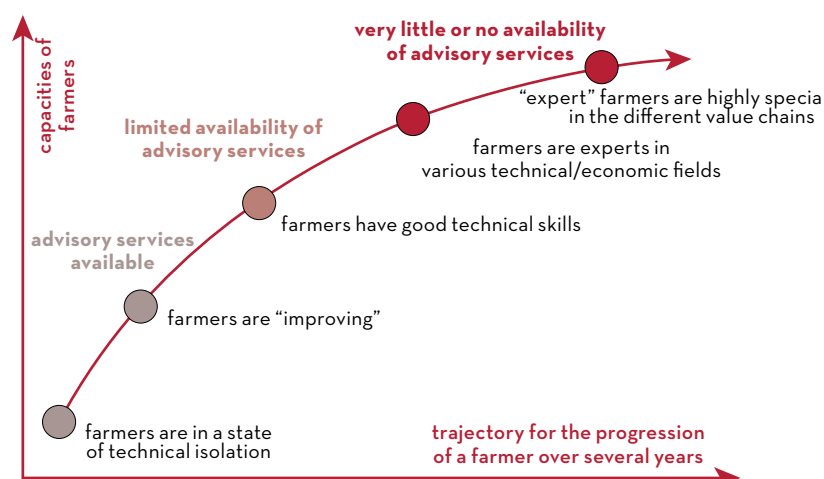 very little or no availability
of advisory services
capacities of
farmers
"expert" farmers are highly specia
in the different value chains
limited availability of
advisory services
farmers are experts in
various technical/economic fields
farmers have good technical skills
advisory services
available
farmers are "improving"
farmers are in a state
of technical isolation
trajectory for the progression
of a farmer over several years